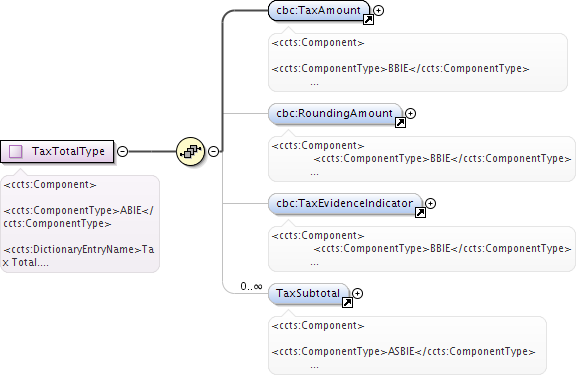 cbc:TaxAmount
<ccts:Component>
<ccts:ComponentType>BBIE</ccts:ComponentType>
...
cbc:RoundingAmount
<ccts:Component>
<ccts:ComponentType>BBIE</ccts:ComponentType>
...
TaxTotalType
<ccts:Component>
<ccts:ComponentType>ABIE</
ccts:ComponentType>
<ccts:DictionaryEntryName>Ta
x Total....
cbc:TaxEvidenceIndicator
<ccts:Component>
<ccts:ComponentType>BBIE</ccts:ComponentType>
...
0..∞
TaxSubtotal
<ccts:Component>
<ccts:ComponentType>ASBIE</ccts:ComponentType>
...